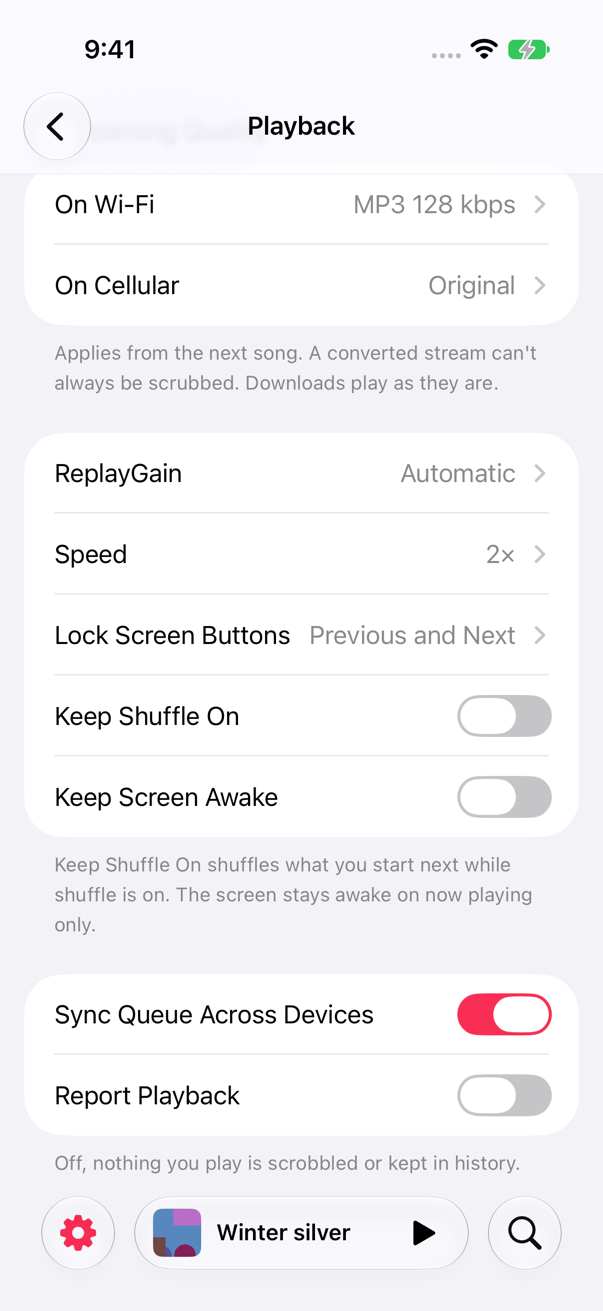 9:41
Playback
On Wi-Fi MP3 128 kbps
On Cellular Original
Applies from the next song. A converted stream can't
always be scrubbed. Downloads play as they are.
ReplayGain Automatic
Speed 2×
Lock Screen Buttons Previous and Next
Keep Shuffle On
Keep Screen Awake
Keep Shuffle On shuffles what you start next while
shuffle is on. The screen stays awake on now playing
only.
Sync Queue Across Devices
Report Playback
Off, nothing you play is scrobbled or kept in history.
Winter silver